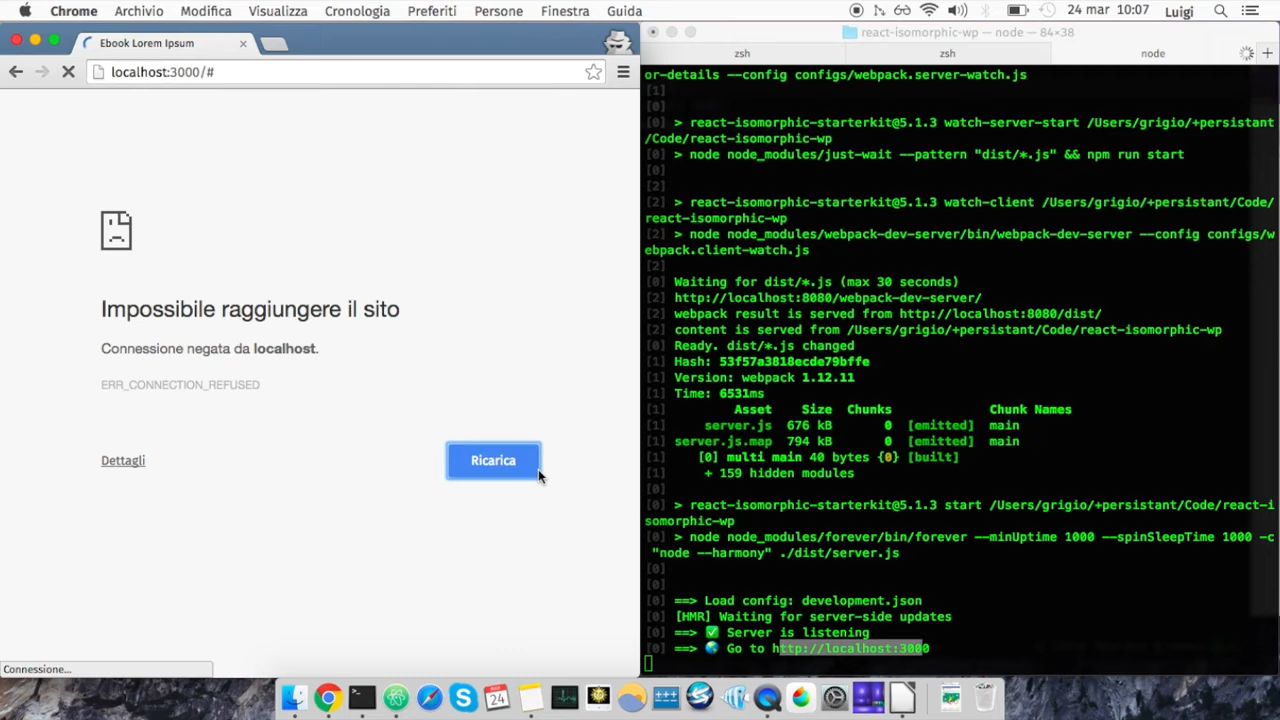 Chrome Archivio Modifica Visualizza Cronologia Preferiti Persone Finestra Guida 24 mar 10:07 Luigi
Ebook Lorem Ipsum
localhost:3000/#
Impossibile raggiungere il sito
Connessione negata da localhost.
ERR_CONNECTION_REFUSED
Dettagli
Ricarica
Connessione...
react-isomorphic-wp — node — 84×38
zsh zsh node
or-details --config configs/webpack.server-watch.js
[1]
[0]
[0] > react-isomorphic-starterkit@5.1.3 watch-server-start /Users/grigio/+persistant
/Code/react-isomorphic-wp
[0] > node node_modules/just-wait --pattern "dist/*.js" && npm run start
[0]
[2]
[2] > react-isomorphic-starterkit@5.1.3 watch-client /Users/grigio/+persistant/Code/
react-isomorphic-wp
[2] > node node_modules/webpack-dev-server/bin/webpack-dev-server --config configs/w
ebpack.client-watch.js
[2]
[0] Waiting for dist/*.js (max 30 seconds)
[2] http://localhost:8080/webpack-dev-server/
[2] webpack result is served from http://localhost:8080/dist/
[2] content is served from /Users/grigio/+persistant/Code/react-isomorphic-wp
[0] Ready. dist/*.js changed
[1] Hash: 53f57a3818ecde79bffe
[1] Version: webpack 1.12.11
[1] Time: 6531ms
[1] Asset Size Chunks Chunk Names
[1] server.js 676 kB 0 [emitted] main
[1] server.js.map 794 kB 0 [emitted] main
[1] [0] multi main 40 bytes {0} [built]
[1] + 159 hidden modules
[0]
[0] > react-isomorphic-starterkit@5.1.3 start /Users/grigio/+persistant/Code/react-i
somorphic-wp
[0] > node node_modules/forever/bin/forever --minUptime 1000 --spinSleepTime 1000 -c
"node --harmony" ./dist/server.js
[0]
[0]
[0] ==> Load config: development.json
[0] [HMR] Waiting for server-side updates
[0] ==> ✅ Server is listening
[0] ==> 🌎 Go to http://localhost:3000
24